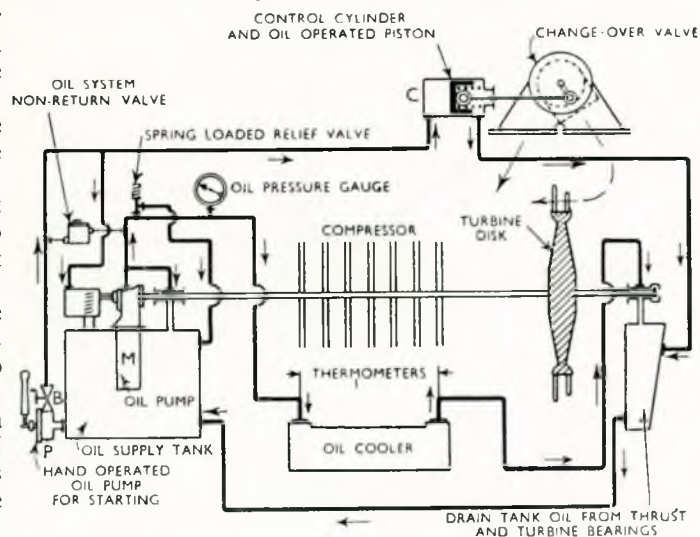 CONTROL CYLINDER
AND OIL OPERATED PISTON
CHANGE-OVER VALVE
OIL SYSTEM
NON-RETURN VALVE
C
SPRING LOADED RELIEF VALVE
OIL PRESSURE GAUGE
COMPRESSOR
TURBINE
DISK
M
THERMOMETERS
B
OIL PUMP
P
OIL SUPPLY TANK
OIL COOLER
HAND OPERATED
OIL PUMP
FOR STARTING
DRAIN TANK OIL FROM THRUST
AND TURBINE BEARINGS